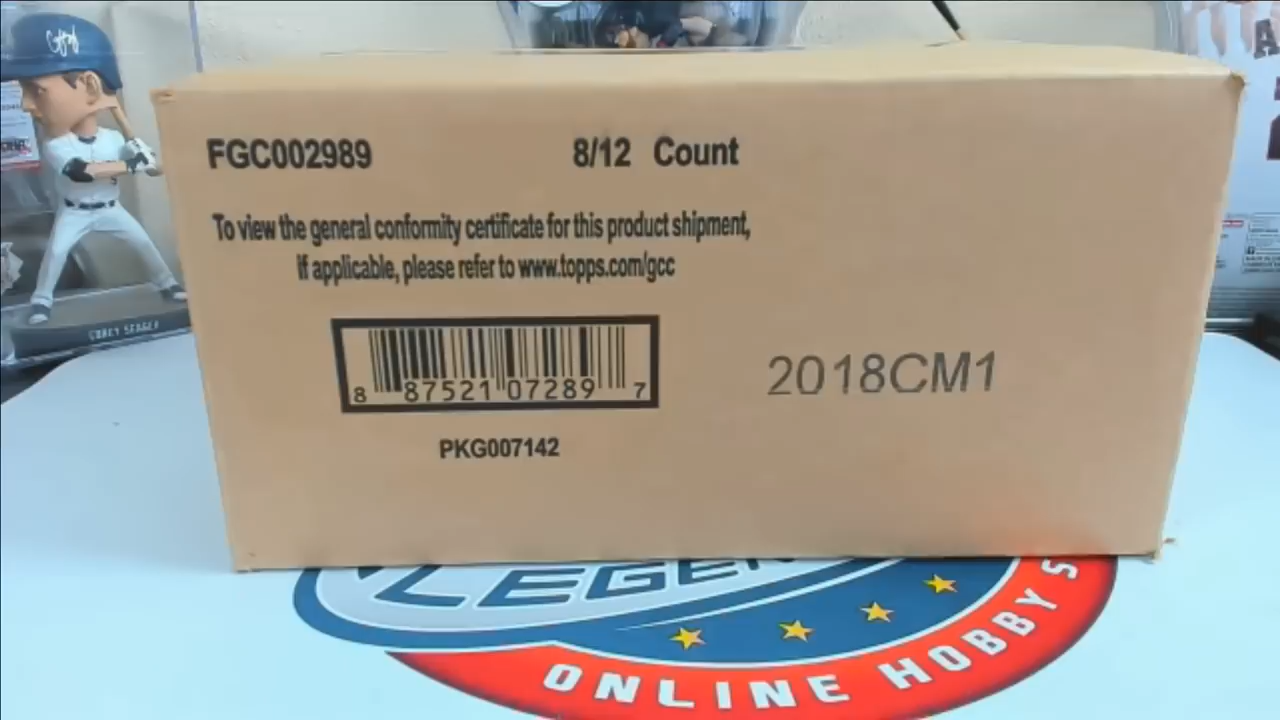 FGC002989
8/12 Count
To view the general conformity certificate for this product shipment,
if applicable, please refer to www.topps.com/gcc
8 87521 07289 7
2018CM1
PKG007142
COREY SEAGER
ONLINE HOBBY